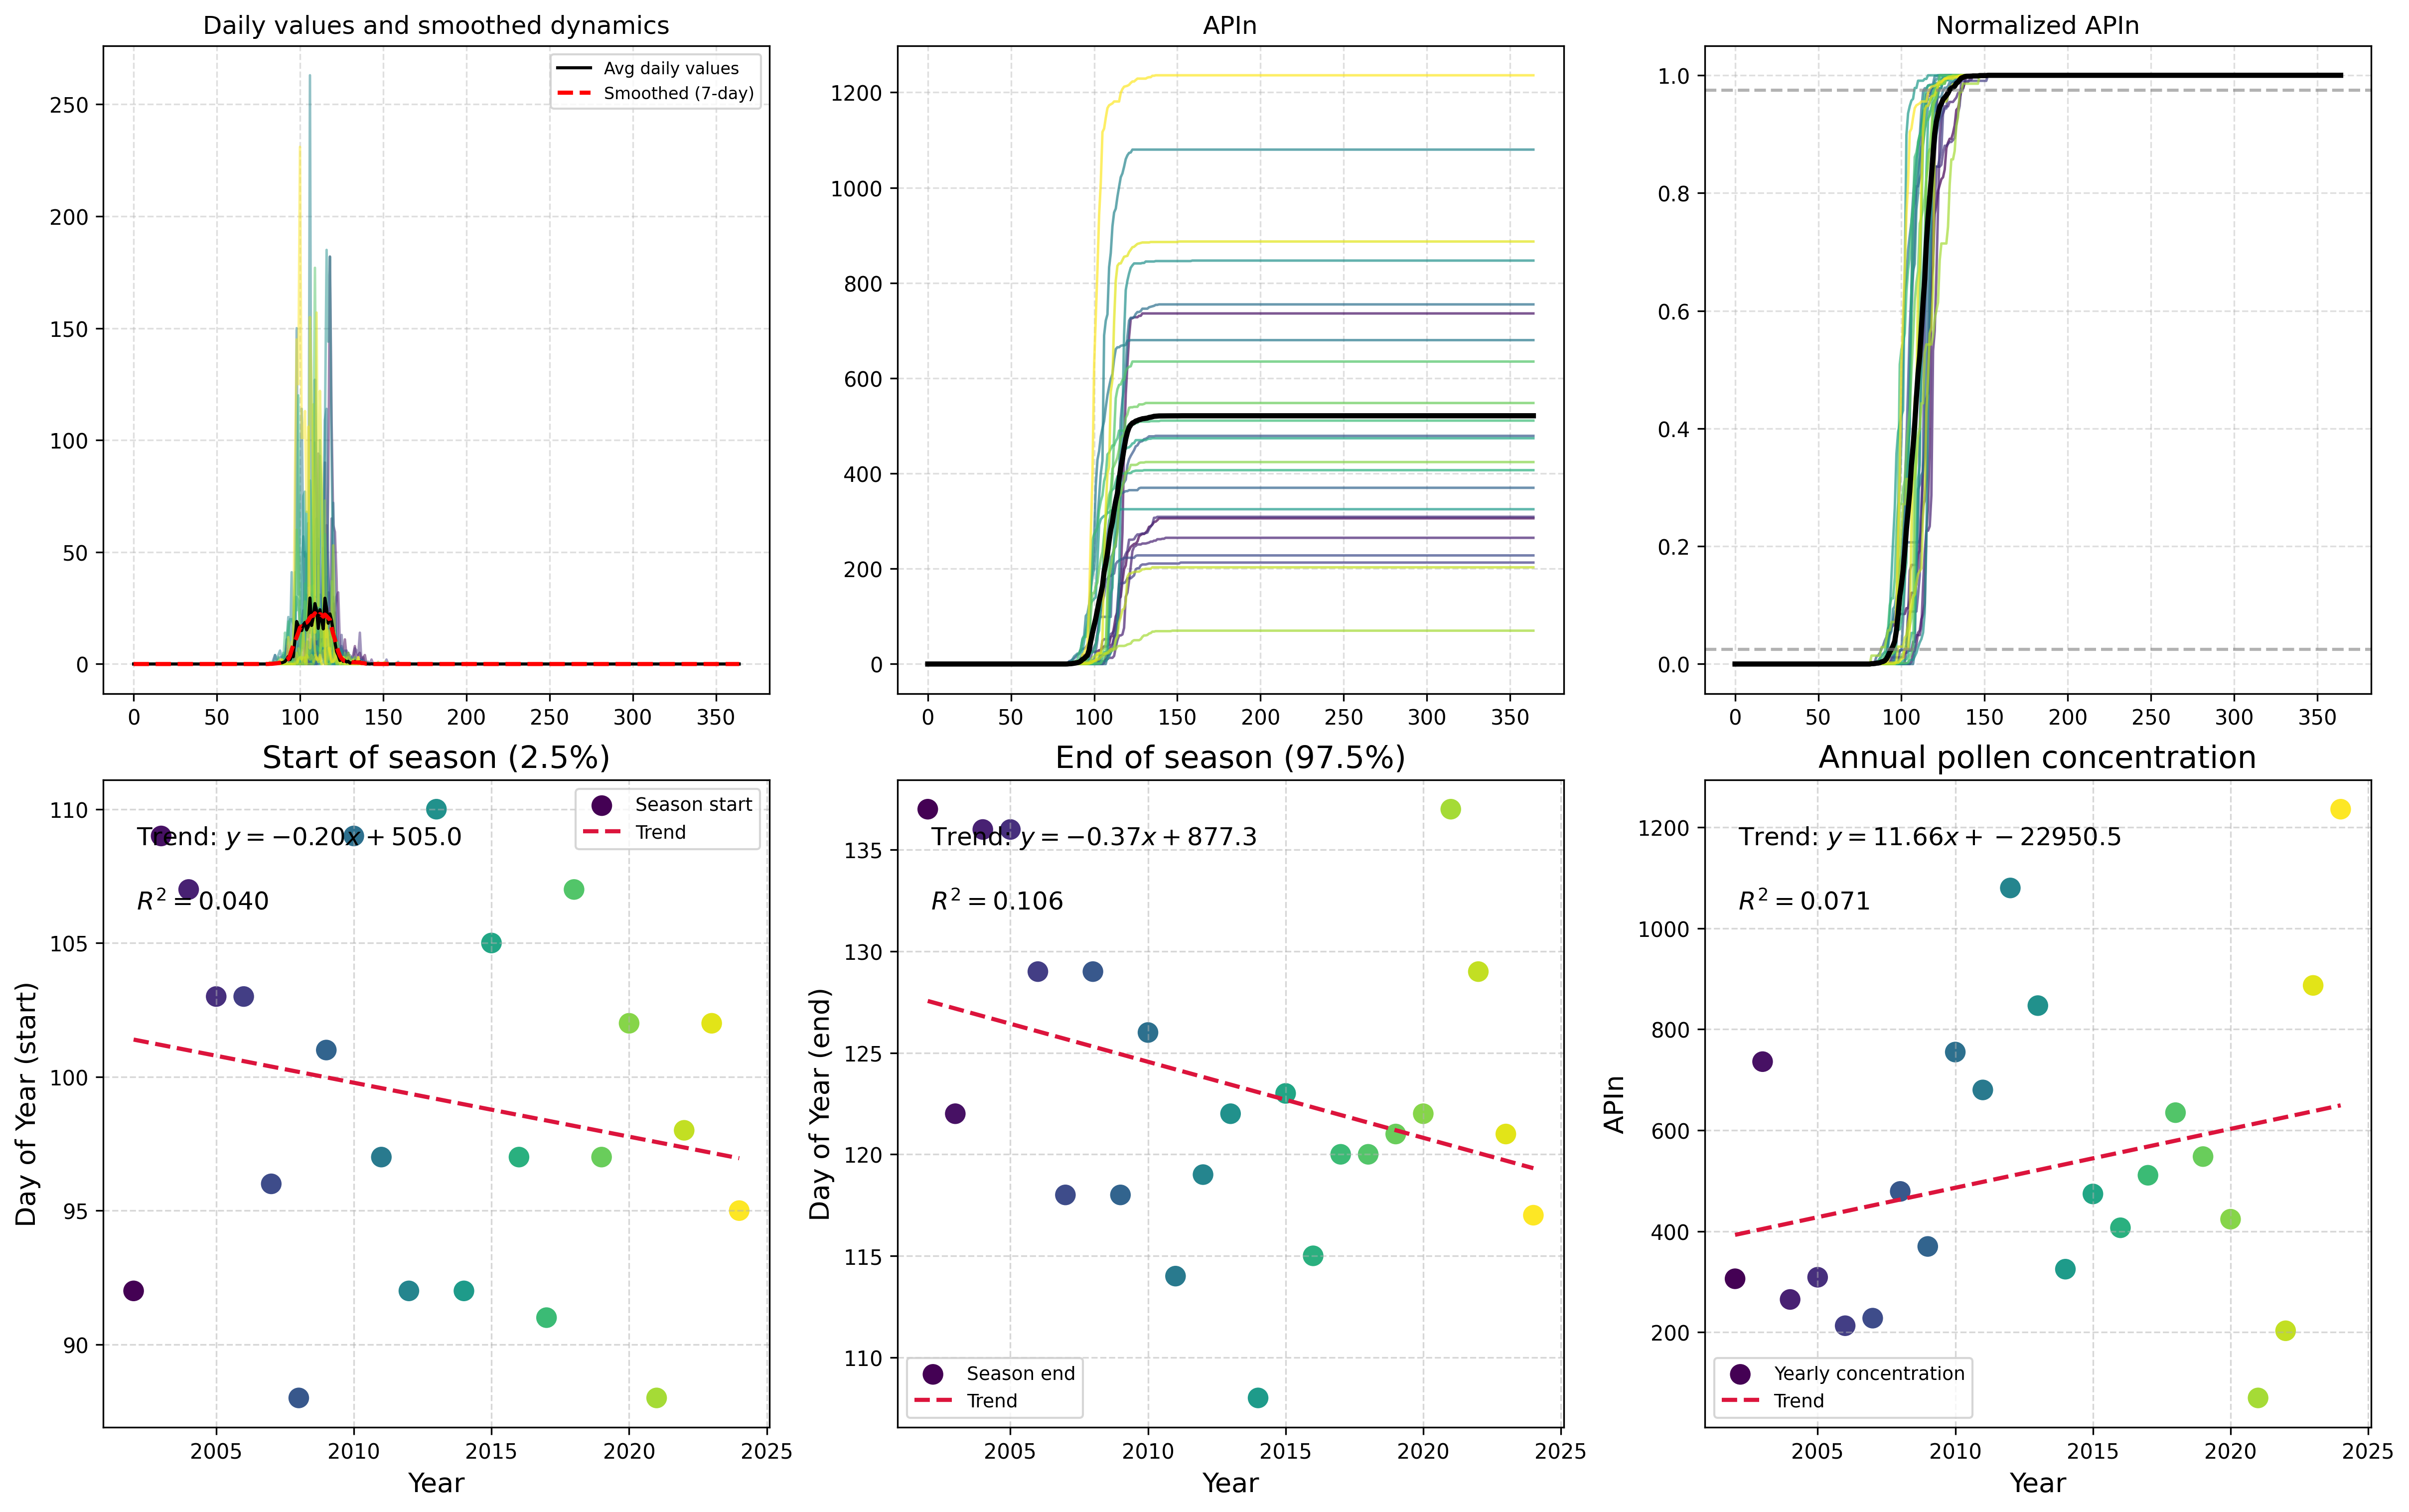 Daily values and smoothed dynamics
Avg daily values
Smoothed (7-day)
250
200
150
100
50
0
0 50 100 150 200 250 300 350
APIn
1200
1000
800
600
400
200
0
0 50 100 150 200 250 300 350
Normalized APIn
1.0
0.8
0.6
0.4
0.2
0.0
0 50 100 150 200 250 300 350
Start of season (2.5%)
Season start
Trend
Trend: y = −0.20x + 505.0
R² = 0.040
Day of Year (start)
110
105
100
95
90
2005 2010 2015 2020 2025
Year
End of season (97.5%)
Trend: y = −0.37x + 877.3
R² = 0.106
Day of Year (end)
135
130
125
120
115
110
Season end
Trend
2005 2010 2015 2020 2025
Year
Annual pollen concentration
Trend: y = 11.66x + −22950.5
R² = 0.071
APIn
1200
1000
800
600
400
200
Yearly concentration
Trend
2005 2010 2015 2020 2025
Year